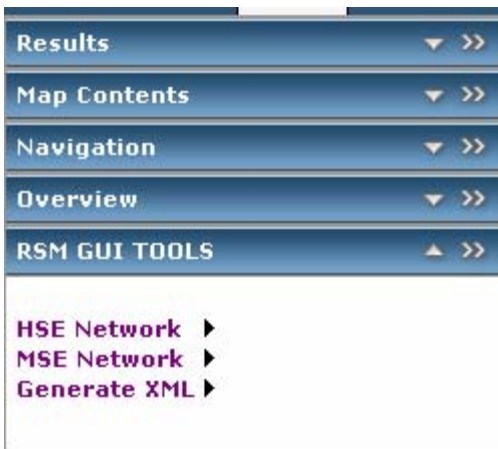 Results
Map Contents
Navigation
Overview
RSM GUI TOOLS
HSE Network
MSE Network
Generate XML